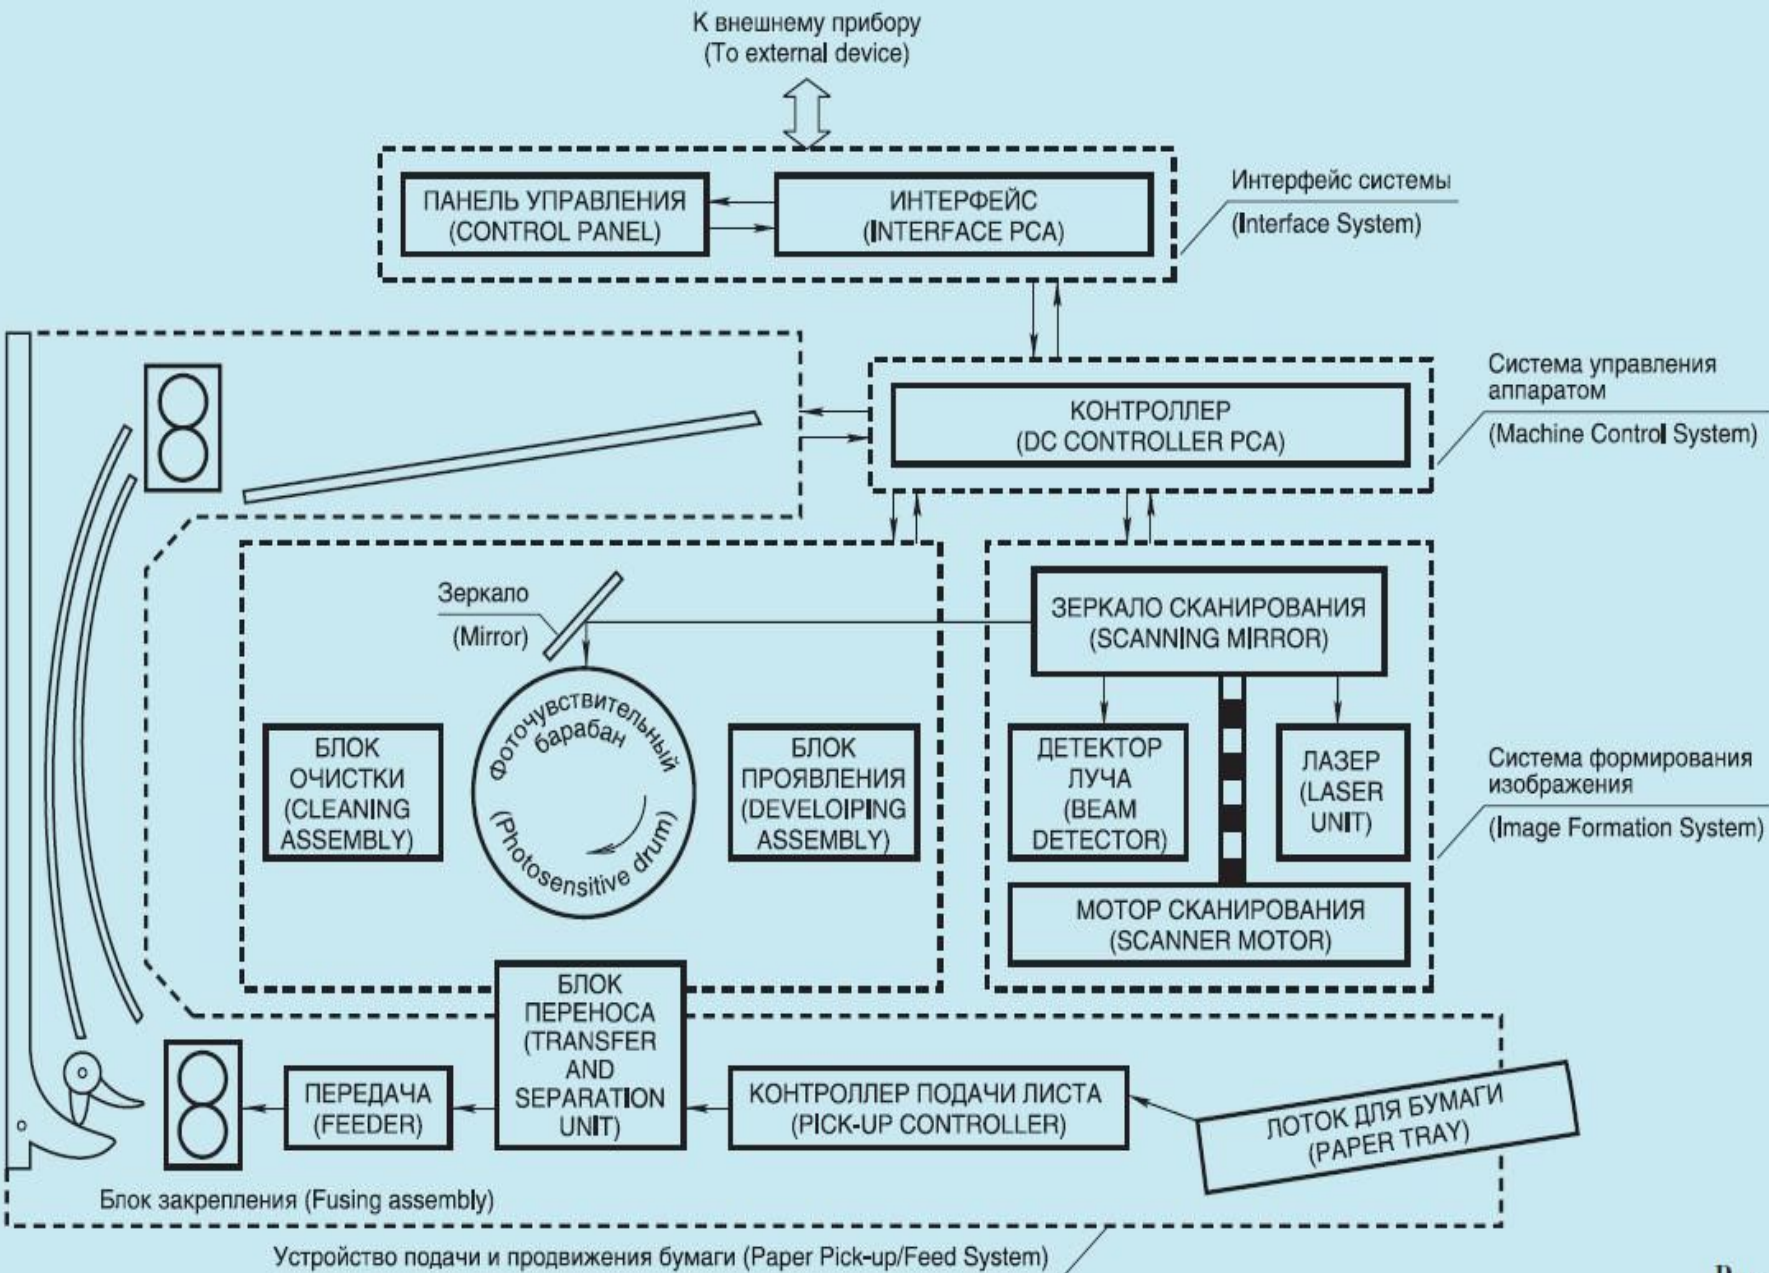 К внешнему прибору
(To external device)
ПАНЕЛЬ УПРАВЛЕНИЯ
(CONTROL PANEL)
ИНТЕРФЕЙС
(INTERFACE PCA)
Интерфейс системы
(Interface System)
КОНТРОЛЛЕР
(DC CONTROLLER PCA)
Система управления
аппаратом
(Machine Control System)
Зеркало
(Mirror)
ЗЕРКАЛО СКАНИРОВАНИЯ
(SCANNING MIRROR)
БЛОК
ОЧИСТКИ
(CLEANING
ASSEMBLY)
Фоточувствительный
барабан
(Photosensitive drum)
БЛОК
ПРОЯВЛЕНИЯ
(DEVELOIPING
ASSEMBLY)
ДЕТЕКТОР
ЛУЧА
(BEAM
DETECTOR)
ЛАЗЕР
(LASER
UNIT)
Система формирования
изображения
(Image Formation System)
МОТОР СКАНИРОВАНИЯ
(SCANNER MOTOR)
БЛОК
ПЕРЕНОСА
(TRANSFER
AND
SEPARATION
UNIT)
ПЕРЕДАЧА
(FEEDER)
КОНТРОЛЛЕР ПОДАЧИ ЛИСТА
(PICK-UP CONTROLLER)
ЛОТОК ДЛЯ БУМАГИ
(PAPER TRAY)
Блок закрепления (Fusing assembly)
Устройство подачи и продвижения бумаги (Paper Pick-up/Feed System)